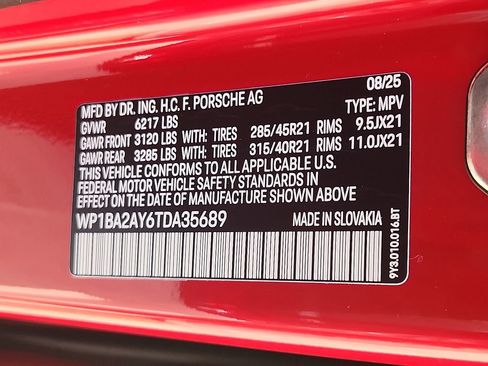 MFD BY DR. ING. H.C. F. PORSCHE AG 08/25
GVWR 6217 LBS TYPE: MPV
GAWR FRONT 3120 LBS WITH: TIRES 285/45R21 RIMS 9.5JX21
GAWR REAR 3285 LBS WITH: TIRES 315/40R21 RIMS 11.0JX21
THIS VEHICLE CONFORMS TO ALL APPLICABLE U.S.
FEDERAL MOTOR VEHICLE SAFETY STANDARDS IN
EFFECT ON THE DATE OF MANUFACTURE SHOWN ABOVE
WP1BA2AY6TDA35689 MADE IN SLOVAKIA
9Y3.010.016.BT